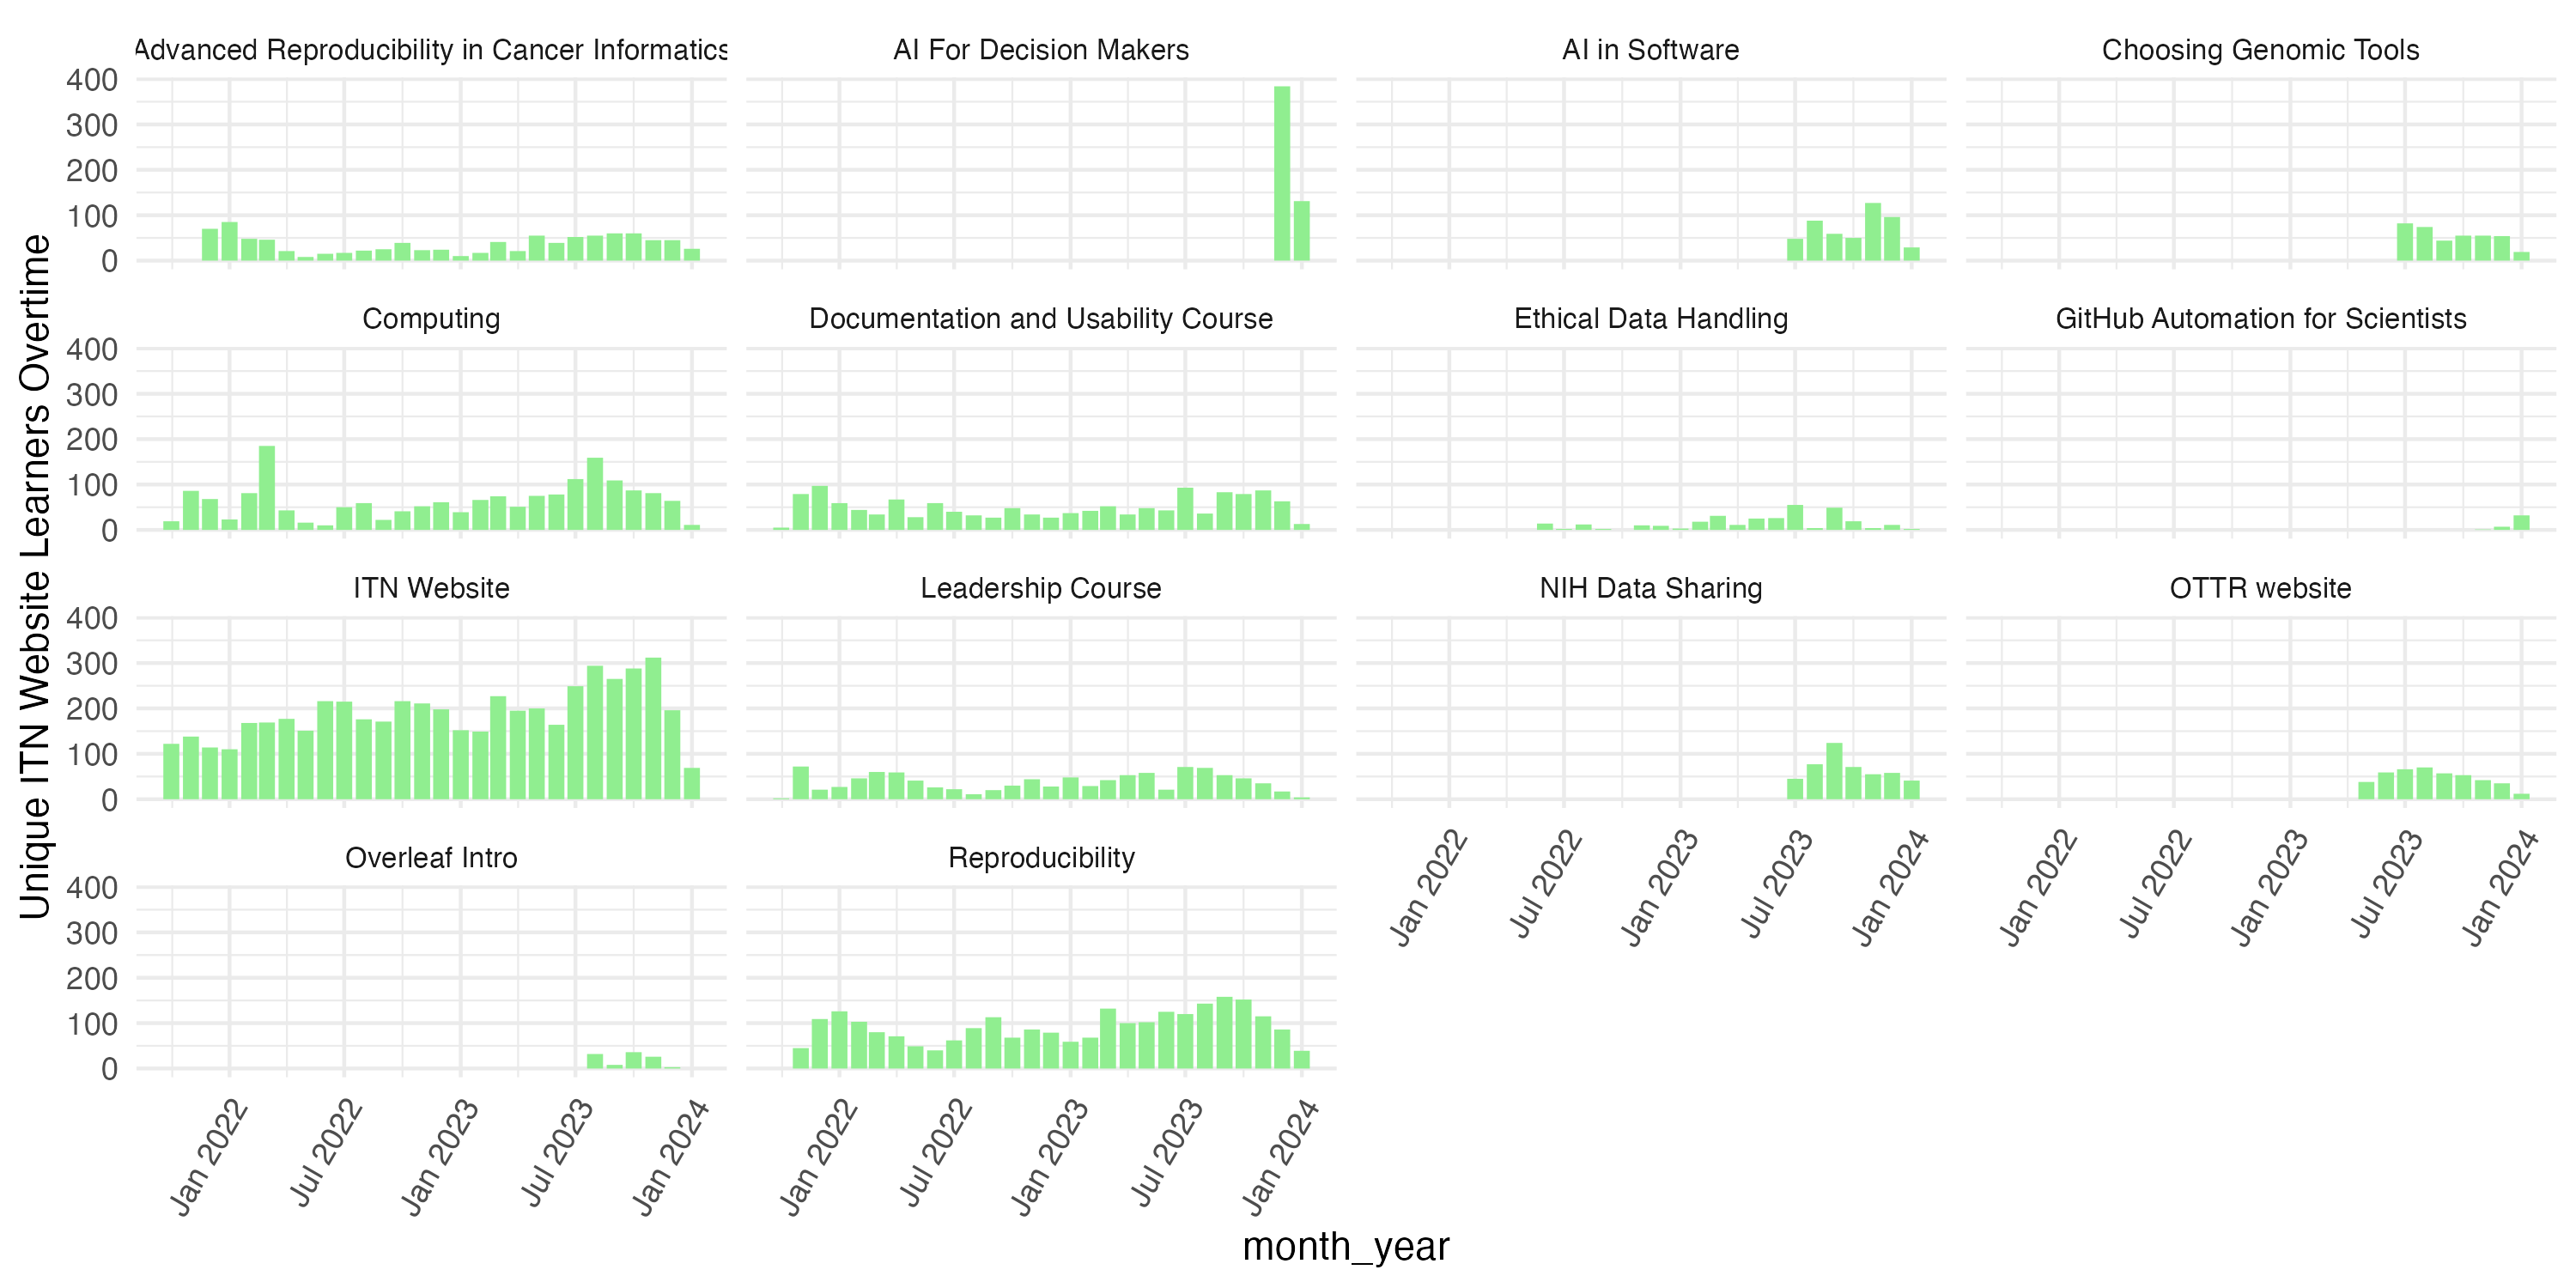 Advanced Reproducibility in Cancer Informatics
AI For Decision Makers
AI in Software
Choosing Genomic Tools
400
300
200
100
0
Computing
Documentation and Usability Course
Ethical Data Handling
GitHub Automation for Scientists
400
300
200
100
0
ITN Website
Leadership Course
NIH Data Sharing
OTTR website
400
300
200
100
0
Jan 2022
Jul 2022
Jan 2023
Jul 2023
Jan 2024
Jan 2022
Jul 2022
Jan 2023
Jul 2023
Jan 2024
Overleaf Intro
Reproducibility
400
300
200
100
0
Jan 2022
Jul 2022
Jan 2023
Jul 2023
Jan 2024
Jan 2022
Jul 2022
Jan 2023
Jul 2023
Jan 2024
month_year
Unique ITN Website Learners Overtime